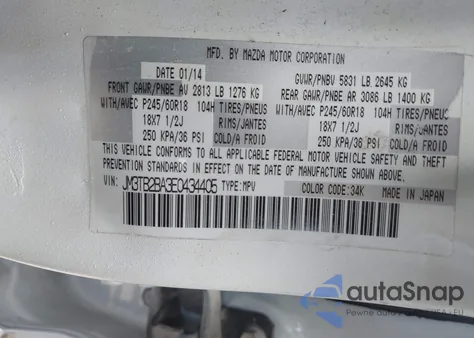 MFD. BY MAZDA MOTOR CORPORATION
DATE 01/14 GVWR/PNBV 5831 LB 2645 KG
FRONT GAWR/PNBE AV 2813 LB 1276 KG REAR GAWR/PNBE AR 3086 LB 1400 KG
WITH/AVEC P245/60R18 104H TIRES/PNEUS WITH/AVEC P245/60R18 104H TIRES/PNEUS
18X7 1/2J RIMS/JANTES 18X7 1/2J RIMS/JANTES
250 KPA/36 PSI COLD/A FROID 250 KPA/36 PSI COLD/A FROID
THIS VEHICLE CONFORMS TO ALL APPLICABLE FEDERAL MOTOR VEHICLE SAFETY AND THEFT
PREVENTION STANDARDS IN EFFECT ON THE DATE OF MANUFACTURE SHOWN ABOVE.
VIN: JM3TB2BA3E0434405 TYPE: MPV COLOR CODE: 34K MADE IN JAPAN
autoSnap
Pewne auto z USA i EU